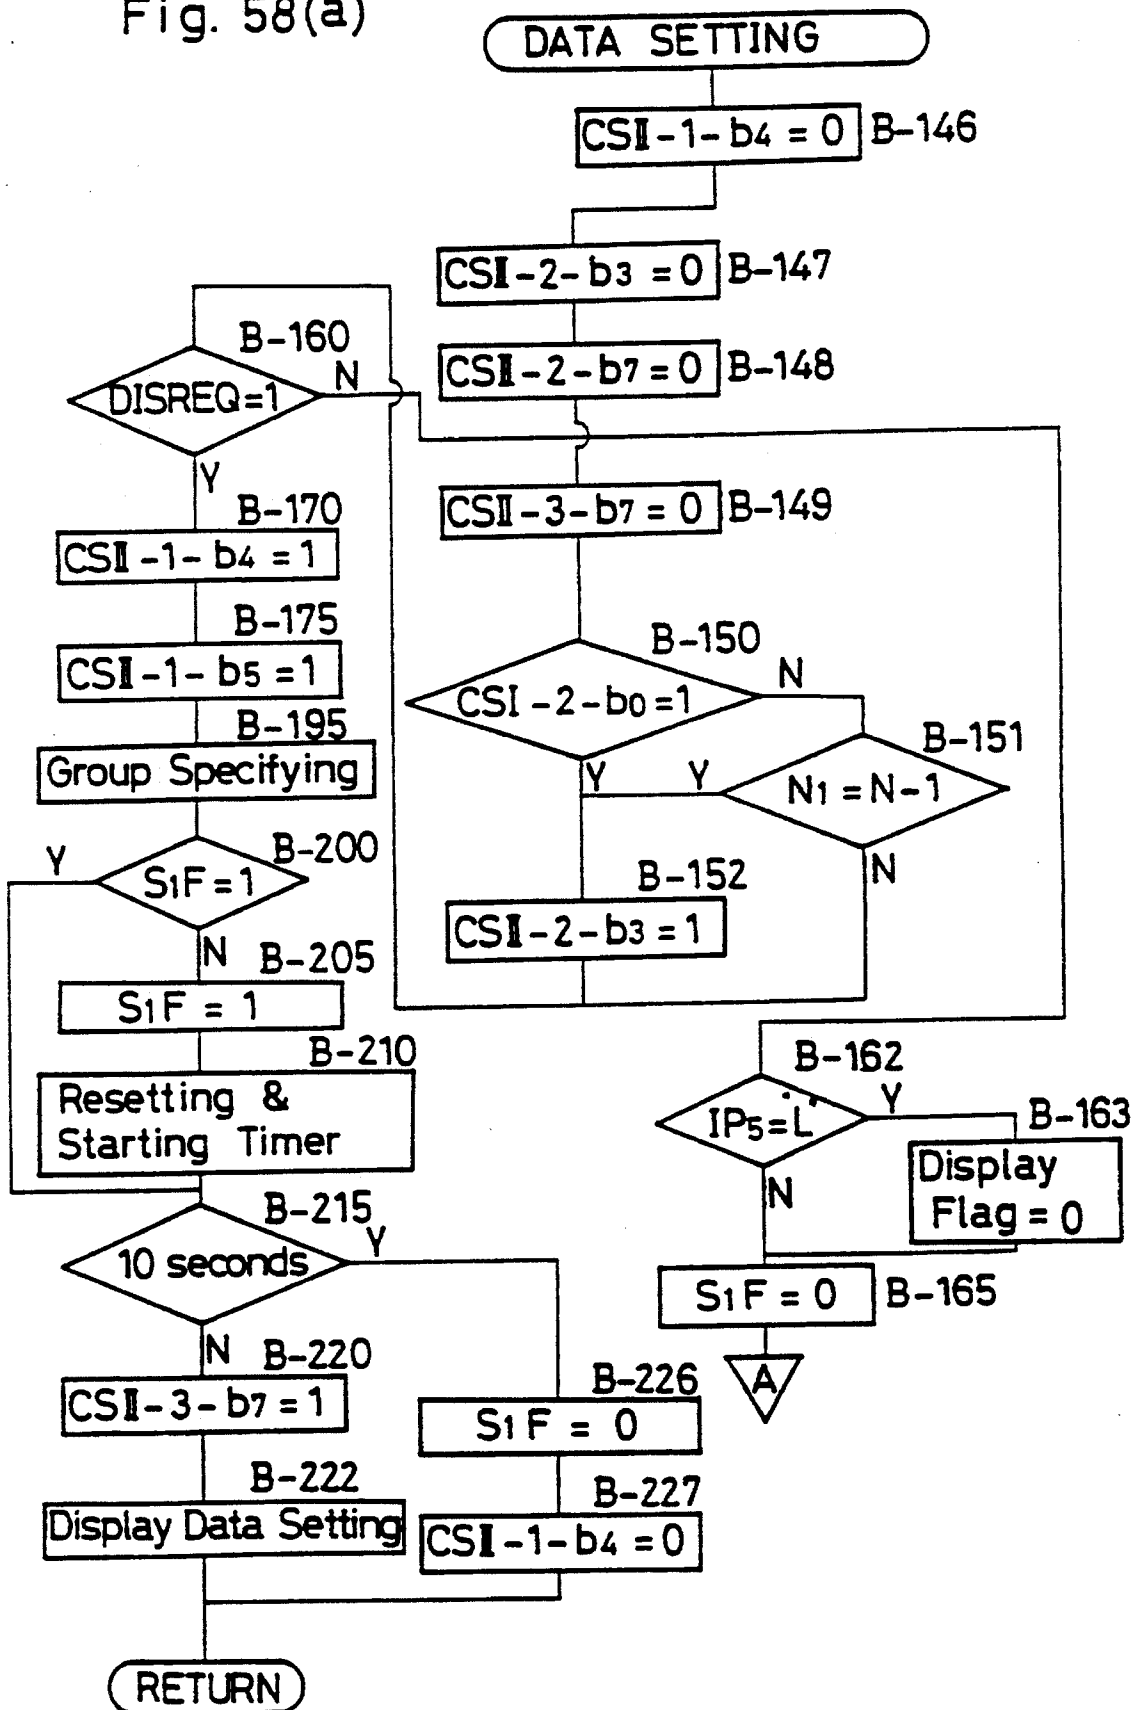 Fig. 58(a)
DATA SETTING
CSII-1-b4 = 0
B-146
CSII-2-b3 = 0
B-147
CSII-2-b7 = 0
B-148
CSII-3-b7 = 0
B-149
B-150
CSI-2-b0=1
N
Y
B-151
N1 = N-1
Y
N
B-152
CSII-2-b3 = 1
B-160
DISREQ=1
N
Y
B-170
CSII-1-b4 = 1
B-175
CSII-1-b5 = 1
B-195
Group Specifying
B-200
S1F=1
Y
N
B-205
S1F = 1
B-210
Resetting &
Starting Timer
B-215
10 seconds
Y
N
B-220
CSII-3-b7 = 1
B-222
Display Data Setting
B-226
S1F = 0
B-227
CSII-1-b4 = 0
RETURN
B-162
IP5="L"
Y
N
B-163
Display
Flag = 0
S1F = 0
B-165
A